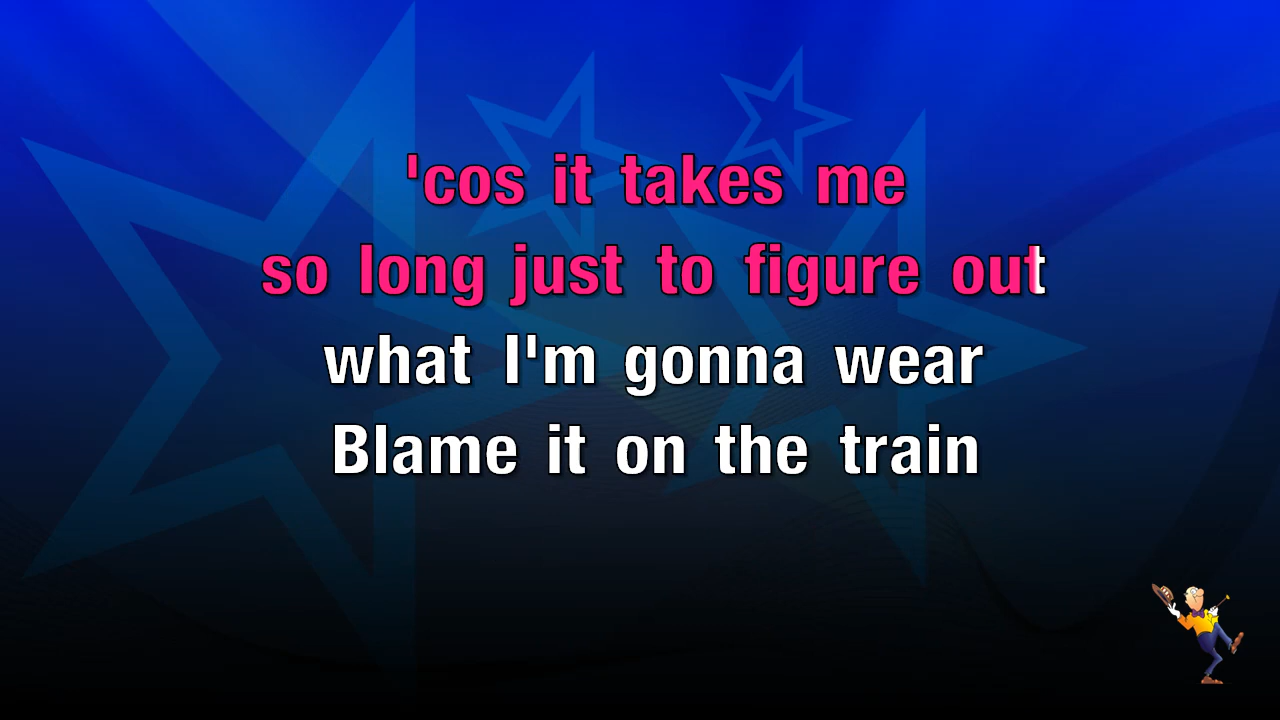 'cos it takes me
so long just to figure out
what I'm gonna wear
Blame it on the train